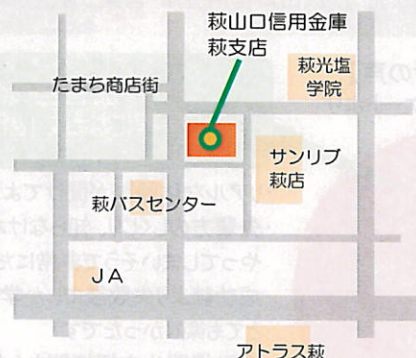 萩山口信用金庫
萩支店
萩光塩
学院
たまち商店街
サンリブ
萩店
萩バスセンター
JA
アトラス萩